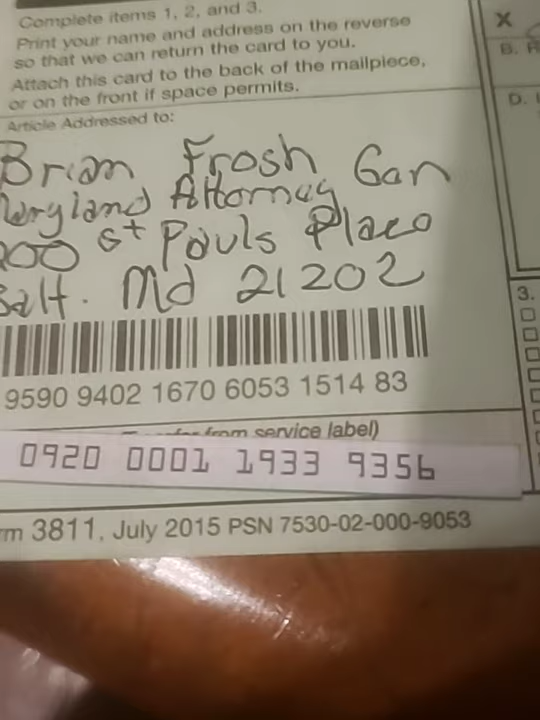 Complete items 1, 2, and 3.
Print your name and address on the reverse
so that we can return the card to you.
Attach this card to the back of the mailpiece,
or on the front if space permits.
Article Addressed to:
Brian Frosh Gan
Maryland Attorney
200 St Pauls Place
Balt. Md 21202
9590 9402 1670 6053 1514 83
from service label)
0920 0001 1933 9356
rm 3811, July 2015 PSN 7530-02-000-9053
X
B. R
D.
3.